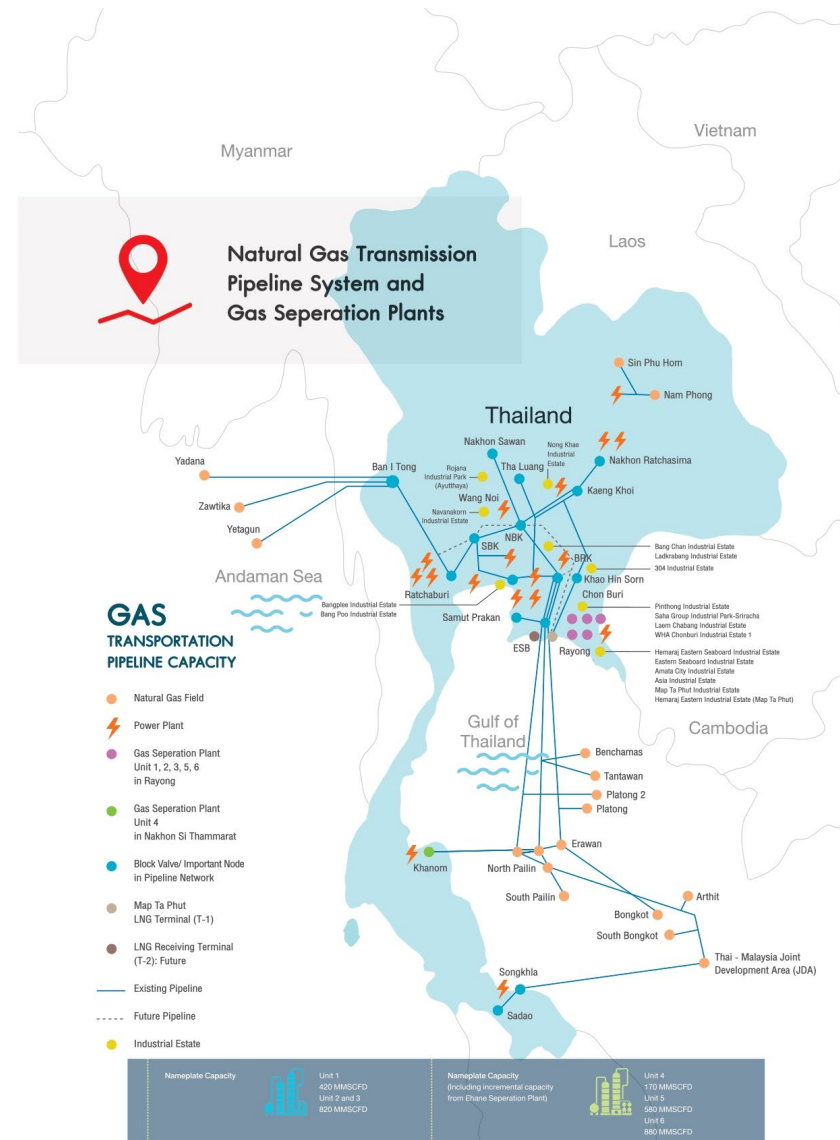 Myanmar
Vietnam
Laos
Natural Gas Transmission
Pipeline System and
Gas Seperation Plants
Sin Phu Hom
Nam Phong
Thailand
Nakhon Sawan
Nong Khae
Industrial
Estate
Yadana
Ban I Tong
Rojana
Industrial Park
(Ayutthaya)
Tha Luang
Nakhon Ratchasima
Zawtika
Wang Noi
Kaeng Khoi
Navanakorn
Industrial Estate
Yetagun
NBK
SBK
BRK
Bang Chan Industrial Estate
Ladkrabang Industrial Estate
304 Industrial Estate
Andaman Sea
Ratchaburi
Khao Hin Sorn
Chon Buri
Bangplee Industrial Estate
Bang Poo Industrial Estate
Samut Prakan
Pinthong Industrial Estate
Saha Group Industrial Park-Sriracha
Laem Chabang Industrial Estate
WHA Chonburi Industrial Estate 1
ESB
Rayong
Hemaraj Eastern Seaboard Industrial Estate
Eastern Seaboard Industrial Estate
Amata City Industrial Estate
Asia Industrial Estate
Map Ta Phut Industrial Estate
Hemaraj Eastern Industrial Estate (Map Ta Phut)
GAS
TRANSPORTATION
PIPELINE CAPACITY
Natural Gas Field
Power Plant
Gas Seperation Plant
Unit 1, 2, 3, 5, 6
in Rayong
Gas Seperation Plant
Unit 4
in Nakhon Si Thammarat
Block Valve/ Important Node
in Pipeline Network
Map Ta Phut
LNG Terminal (T-1)
LNG Receiving Terminal
(T-2): Future
Existing Pipeline
Future Pipeline
Industrial Estate
Gulf of
Thailand
Cambodia
Benchamas
Tantawan
Platong 2
Platong
Erawan
Khanom
North Pailin
South Pailin
Arthit
Bongkot
South Bongkot
Thai - Malaysia Joint
Development Area (JDA)
Songkhla
Sadao
Nameplate Capacity
Unit 1
420 MMSCFD
Unit 2 and 3
820 MMSCFD
Nameplate Capacity
(Including incremental capacity
from Ehane Seperation Plant)
Unit 4
170 MMSCFD
Unit 5
580 MMSCFD
Unit 6
880 MMSCFD